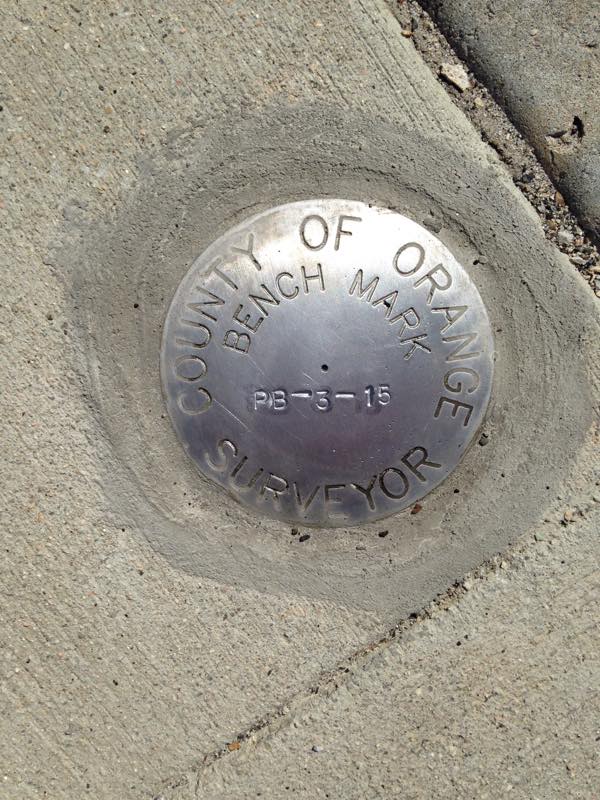 COUNTY OF ORANGE
BENCH MARK
PB-3-15
SURVEYOR